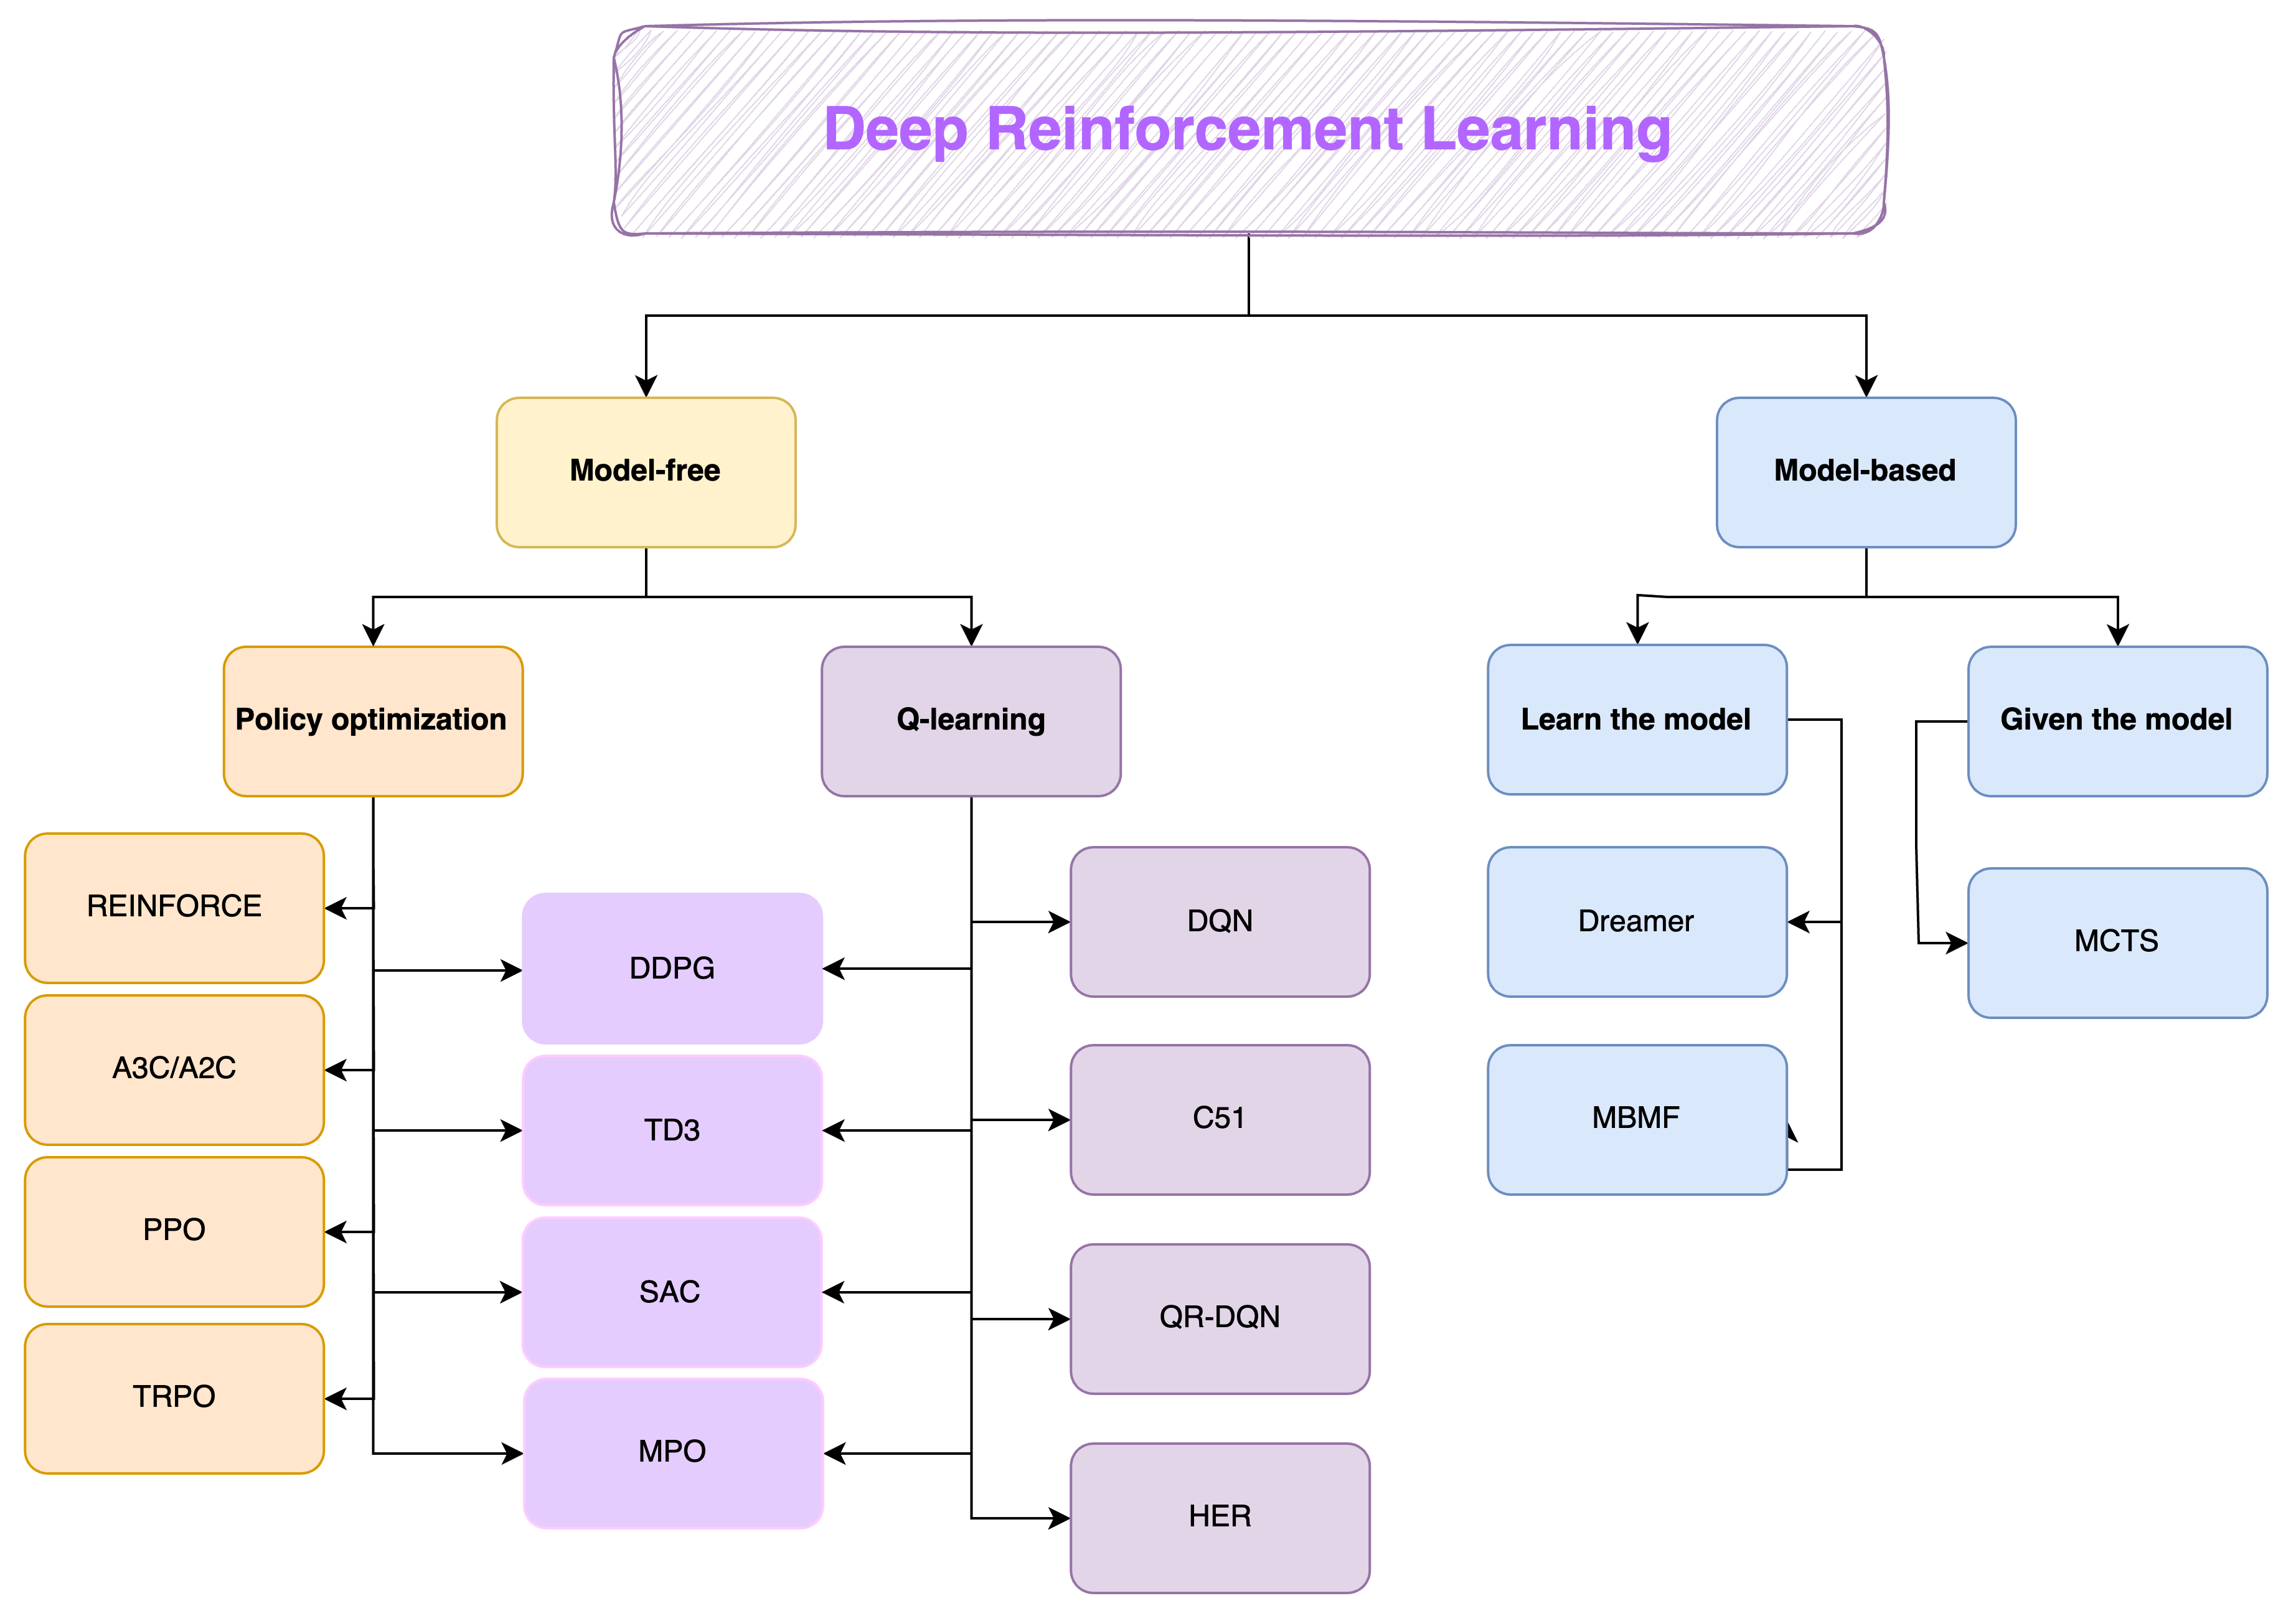 Deep Reinforcement Learning
Model-free
Model-based
Policy optimization
Q-learning
Learn the model
Given the model
REINFORCE
A3C/A2C
PPO
TRPO
DDPG
TD3
SAC
MPO
DQN
C51
QR-DQN
HER
Dreamer
MBMF
MCTS